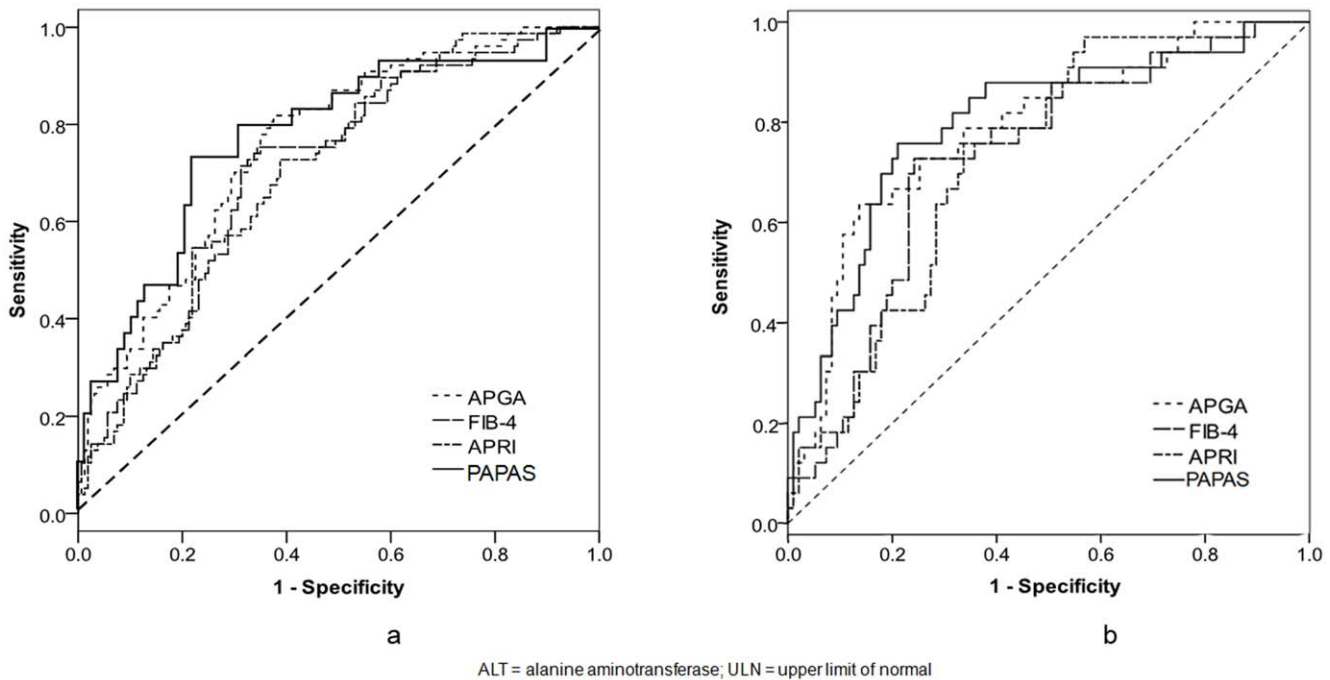 1.0
0.8
0.6
0.4
0.2
0.0
Sensitivity
APGA
FIB-4
APRI
PAPAS
0.0 0.2 0.4 0.6 0.8 1.0
1 - Specificity
a
1.0
0.8
0.6
0.4
0.2
0.0
Sensitivity
APGA
FIB-4
APRI
PAPAS
0.0 0.2 0.4 0.6 0.8 1.0
1 - Specificity
b
ALT = alanine aminotransferase; ULN = upper limit of normal